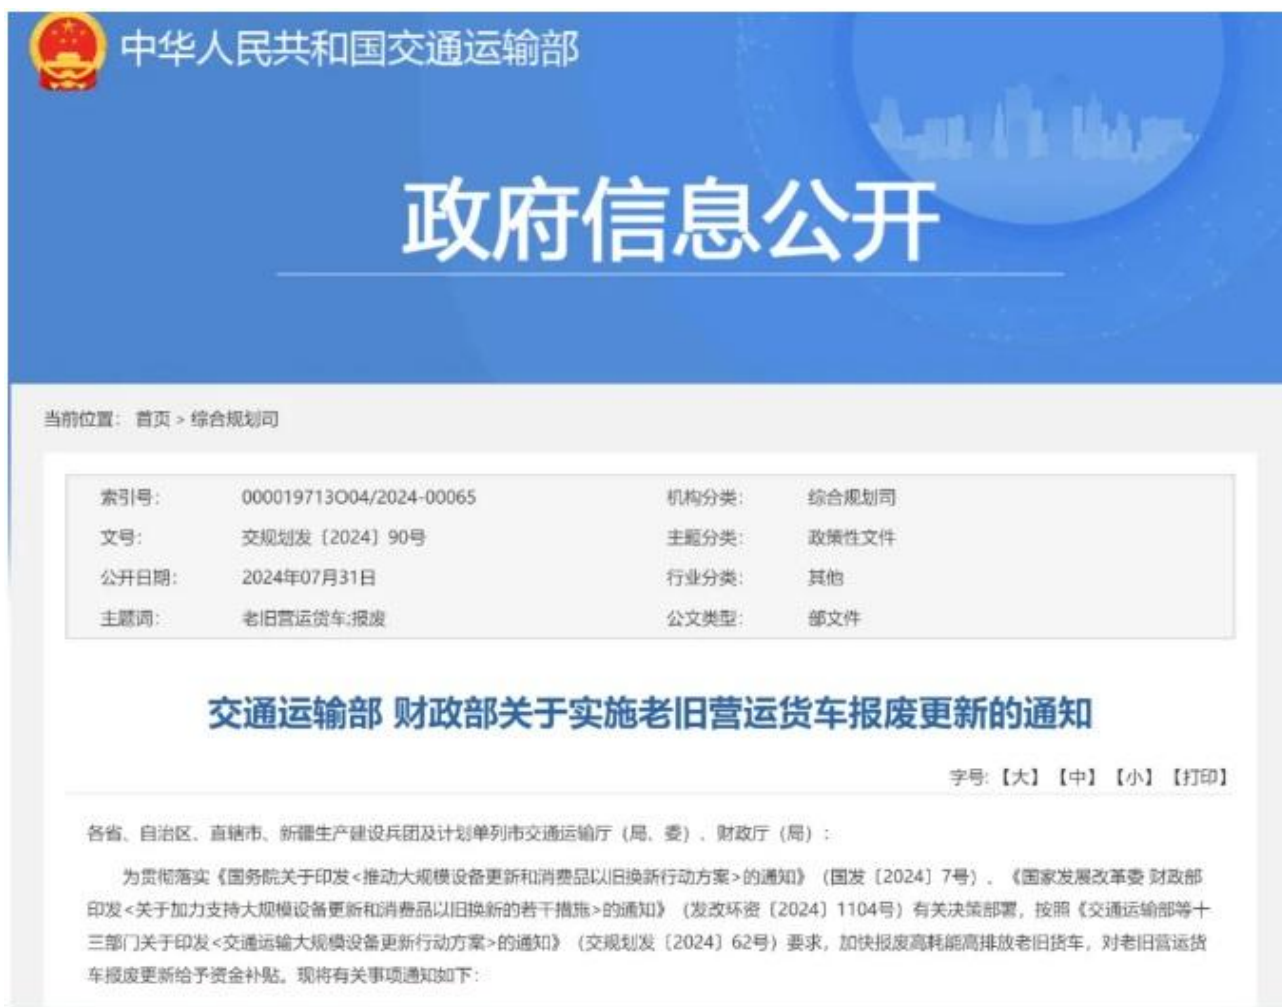 中华人民共和国交通运输部
政府信息公开
当前位置： 首页 > 综合规划司
索引号： 000019713O04/2024-00065 机构分类： 综合规划司
文号： 交规划发〔2024〕90号 主题分类： 政策性文件
公开日期： 2024年07月31日 行业分类： 其他
主题词： 老旧营运货车;报废 公文类型： 部文件
交通运输部 财政部关于实施老旧营运货车报废更新的通知
字号:【大】【中】【小】【打印】
各省、自治区、直辖市、新疆生产建设兵团及计划单列市交通运输厅（局、委）、财政厅（局）：
为贯彻落实《国务院关于印发<推动大规模设备更新和消费品以旧换新行动方案>的通知》（国发〔2024〕7号）、《国家发展改革委 财政部
印发<关于加力支持大规模设备更新和消费品以旧换新的若干措施>的通知》（发改环资〔2024〕1104号）有关决策部署，按照《交通运输部等十
三部门关于印发<交通运输大规模设备更新行动方案>的通知》（交规划发〔2024〕62号）要求，加快报废高耗能高排放老旧货车，对老旧营运货
车报废更新给予资金补贴。现将有关事项通知如下：